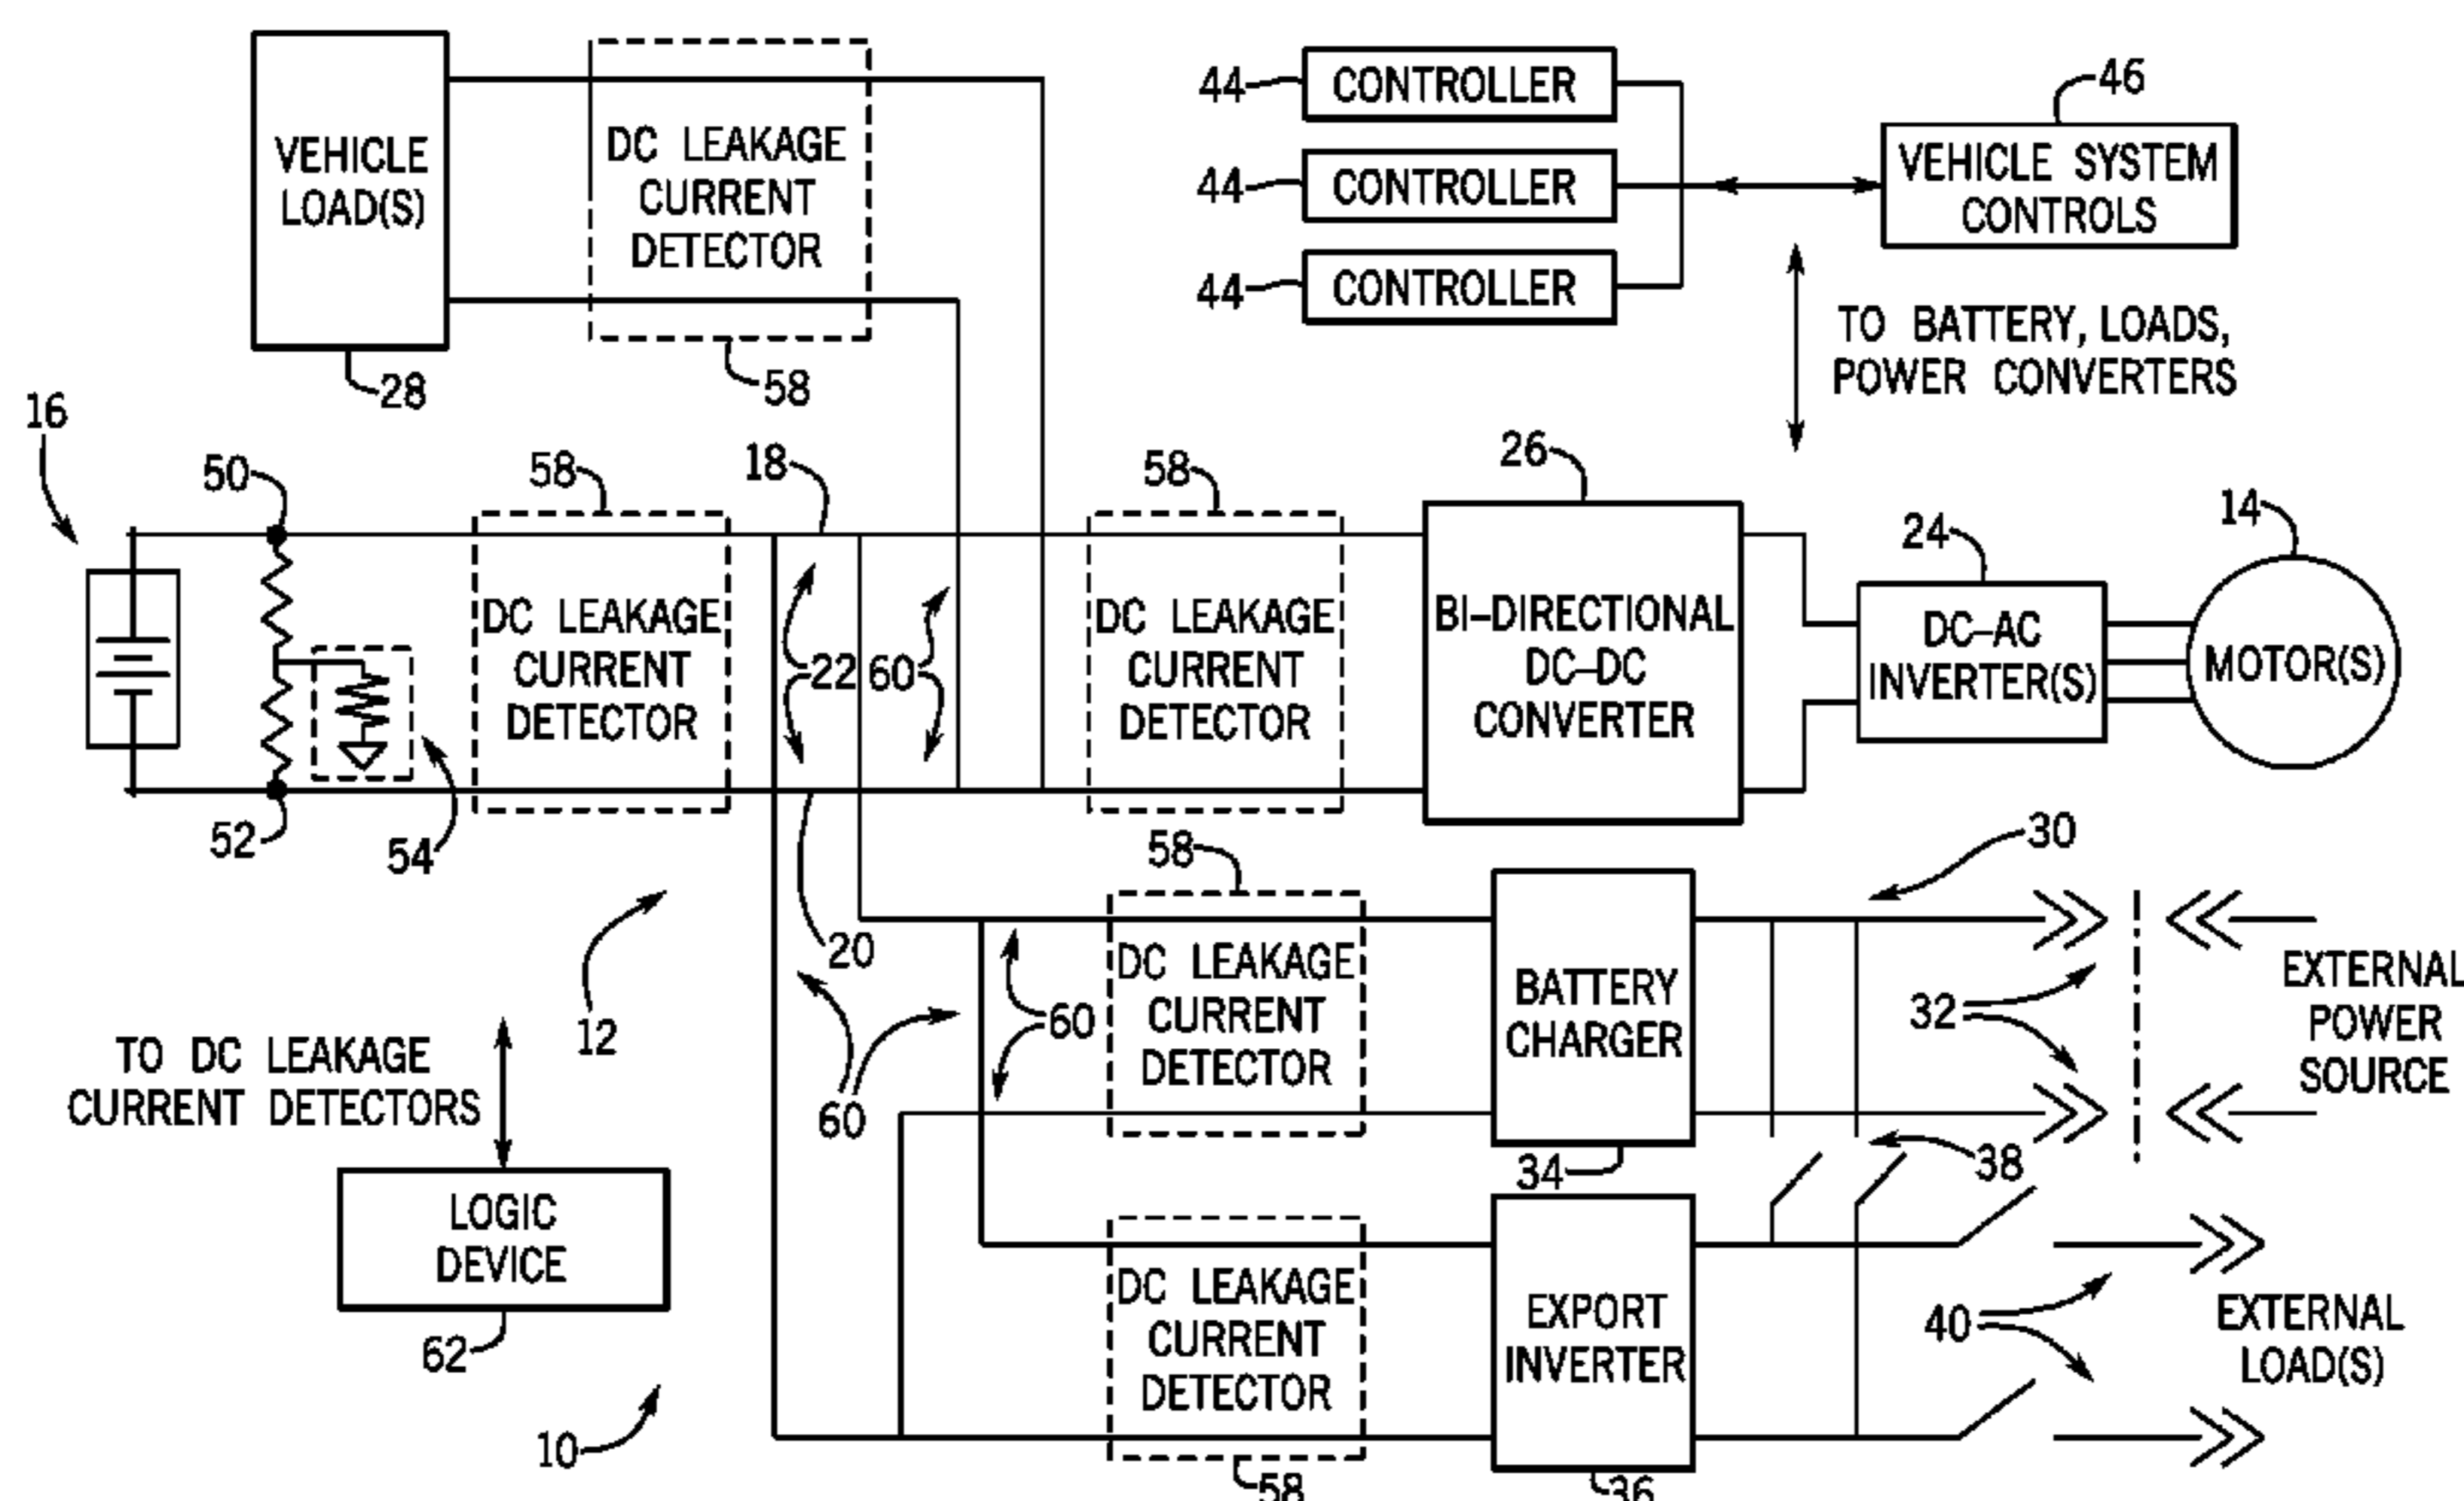 VEHICLE
LOAD(S)
28
DC LEAKAGE
CURRENT
DETECTOR
58
44
CONTROLLER
44
CONTROLLER
44
CONTROLLER
46
VEHICLE SYSTEM
CONTROLS
TO BATTERY, LOADS,
POWER CONVERTERS
16
50
52
54
58
DC LEAKAGE
CURRENT
DETECTOR
18
22
60
20
58
DC LEAKAGE
CURRENT
DETECTOR
26
BI-DIRECTIONAL
DC-DC
CONVERTER
24
DC-AC
INVERTER(S)
14
MOTOR(S)
12
60
60
58
DC LEAKAGE
CURRENT
DETECTOR
BATTERY
CHARGER
34
30
32
38
EXTERNAL
POWER
SOURCE
TO DC LEAKAGE
CURRENT DETECTORS
LOGIC
DEVICE
62
10
DC LEAKAGE
CURRENT
DETECTOR
58
EXPORT
INVERTER
36
40
EXTERNAL
LOAD(S)